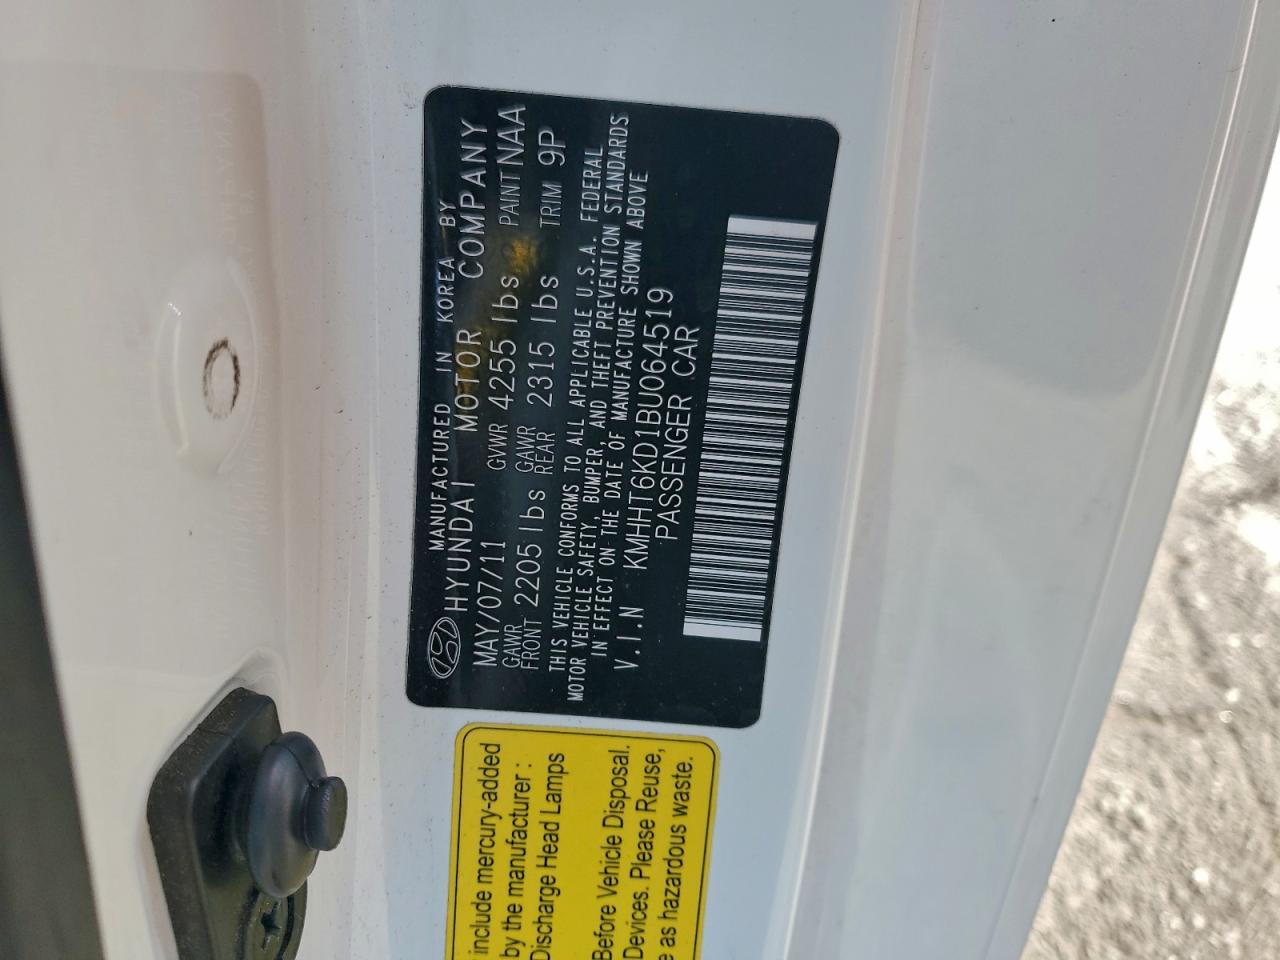 MANUFACTURED IN KOREA BY
HYUNDAI MOTOR COMPANY
MAY/07/11 GVWR 4255 lbs PAINT NAA
GAWR FRONT 2205 lbs GAWR REAR 2315 lbs TRIM 9P
THIS VEHICLE CONFORMS TO ALL APPLICABLE U.S.A. FEDERAL
MOTOR VEHICLE SAFETY, BUMPER, AND THEFT PREVENTION STANDARDS
IN EFFECT ON THE DATE OF MANUFACTURE SHOWN ABOVE
V.I.N KMHHT6KD1BU064519
PASSENGER CAR
include mercury-added
by the manufacturer :
Discharge Head Lamps
Before Vehicle Disposal.
Devices. Please Reuse,
as hazardous waste.